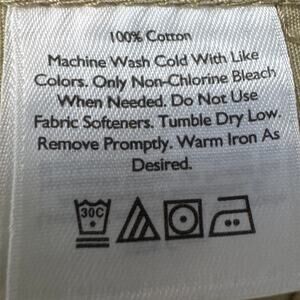 100% Cotton
Machine Wash Cold With Like
Colors. Only Non-Chlorine Bleach
When Needed. Do Not Use
Fabric Softeners. Tumble Dry Low.
Remove Promptly. Warm Iron As
Desired.
30C